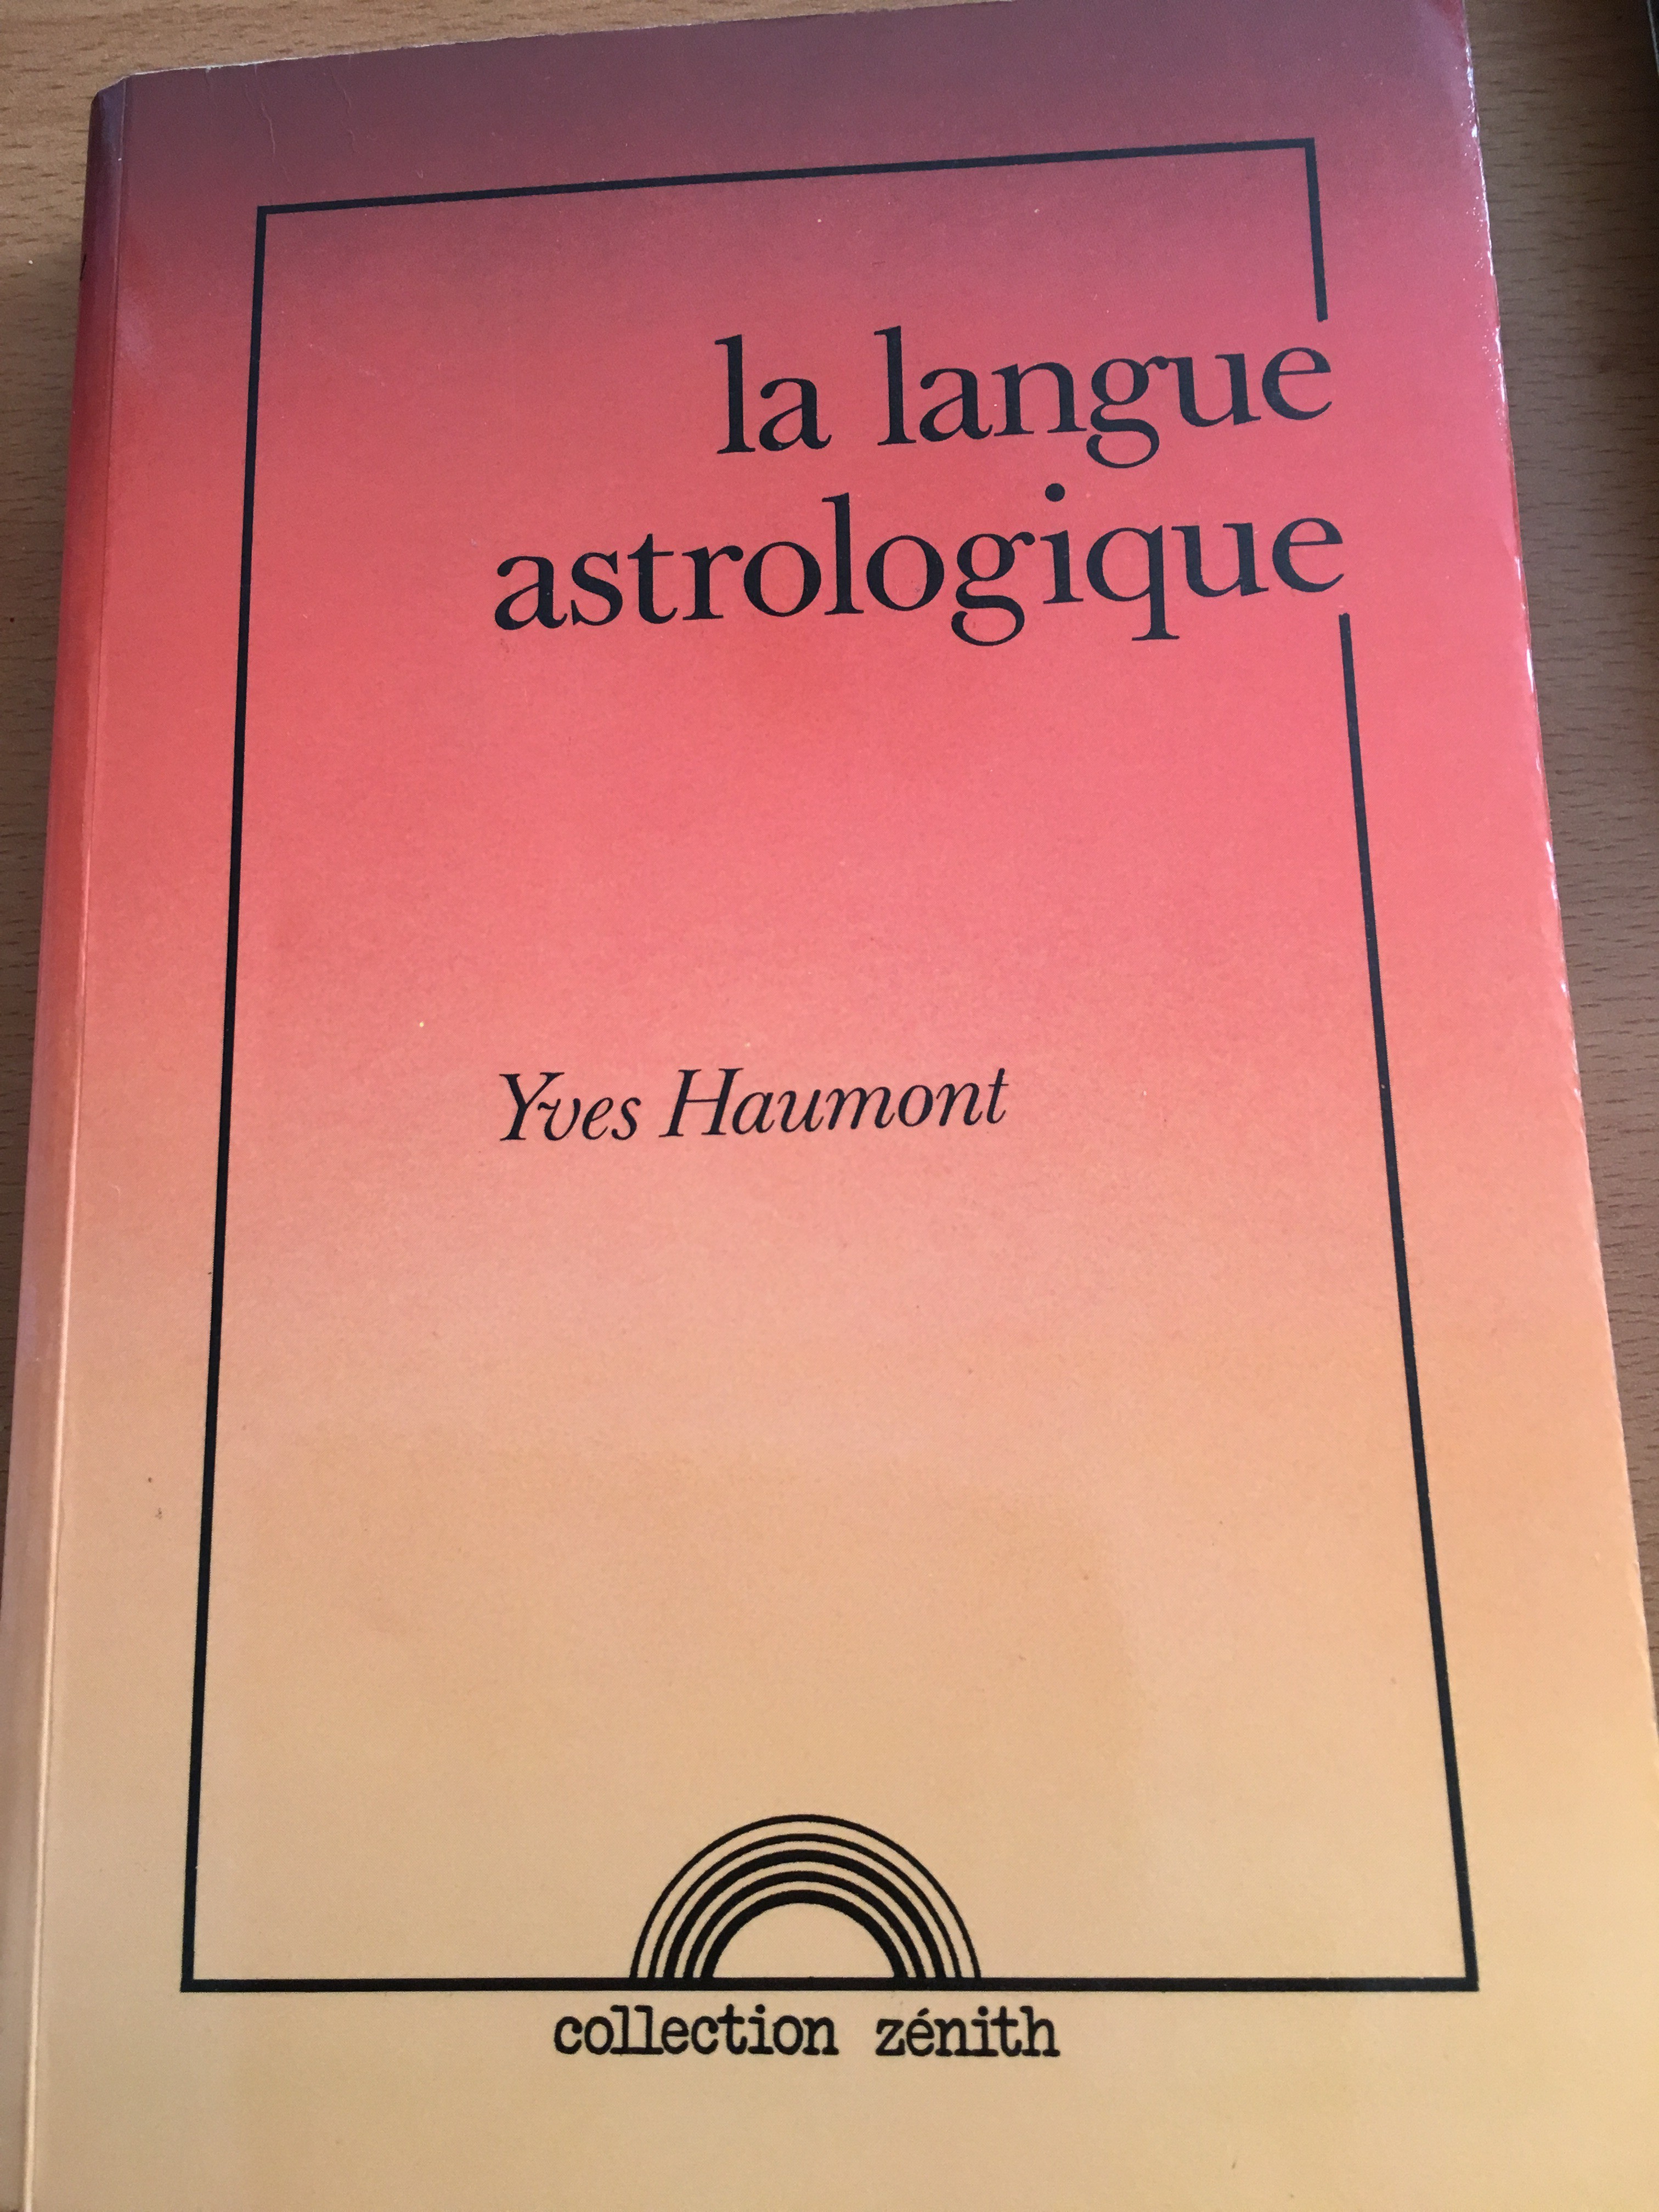 la langue
astrologique
Yves Haumont
collection zénith